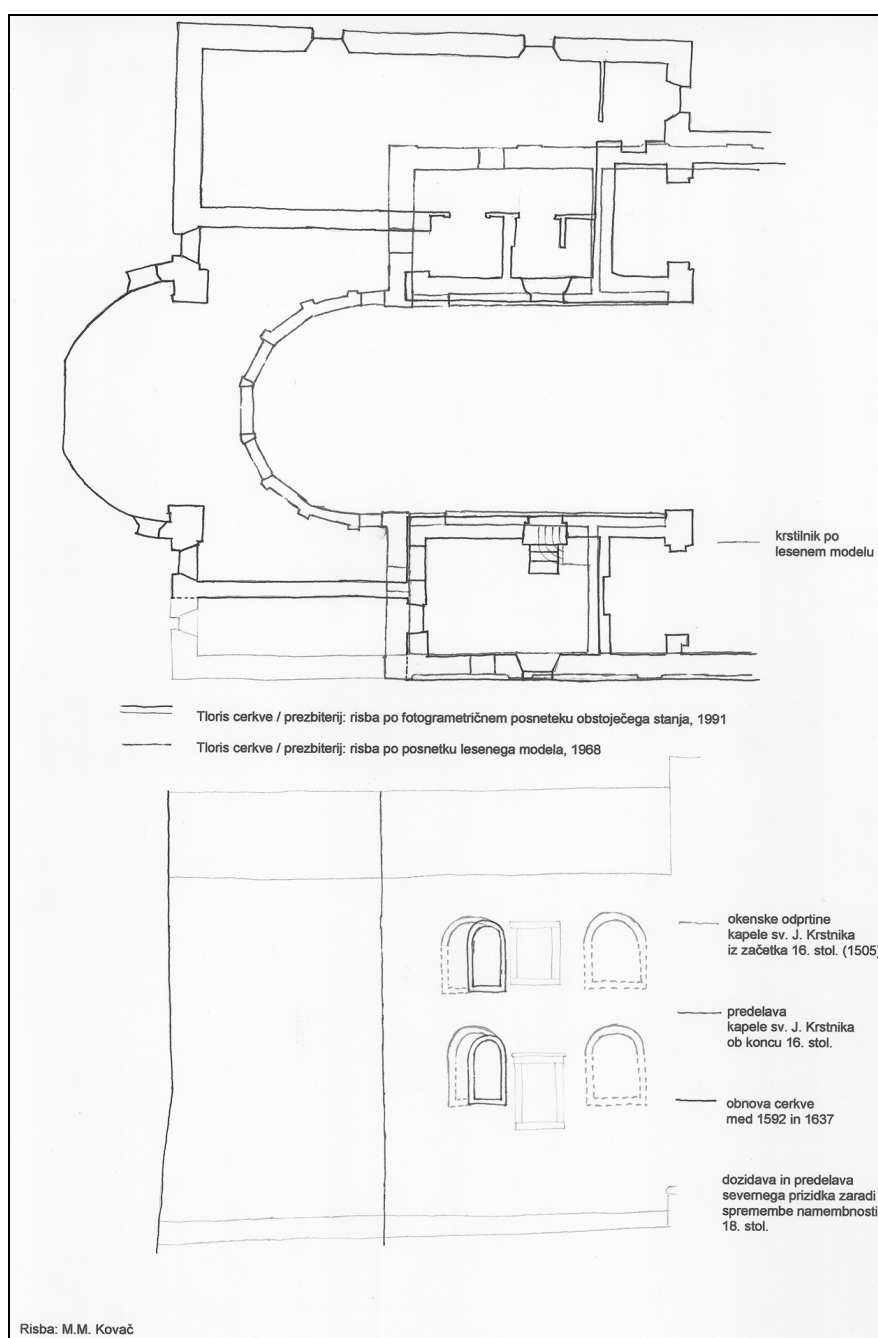 krstilnik po
lesenem modelu
Tloris cerkve / prezbiterij: risba po fotogrametričnem posneteku obstoječega stanja, 1991
Tloris cerkve / prezbiterij: risba po posnetku lesenega modela, 1968
okenske odprtine
kapele sv. J. Krstnika
iz začetka 16. stol. (1505)
predelava
kapele sv. J. Krstnika
ob koncu 16. stol.
obnova cerkve
med 1592 in 1637
dozidava in predelava
severnega prizidka zaradi
spremembe namembnosti
18. stol.
Risba: M.M. Kovač